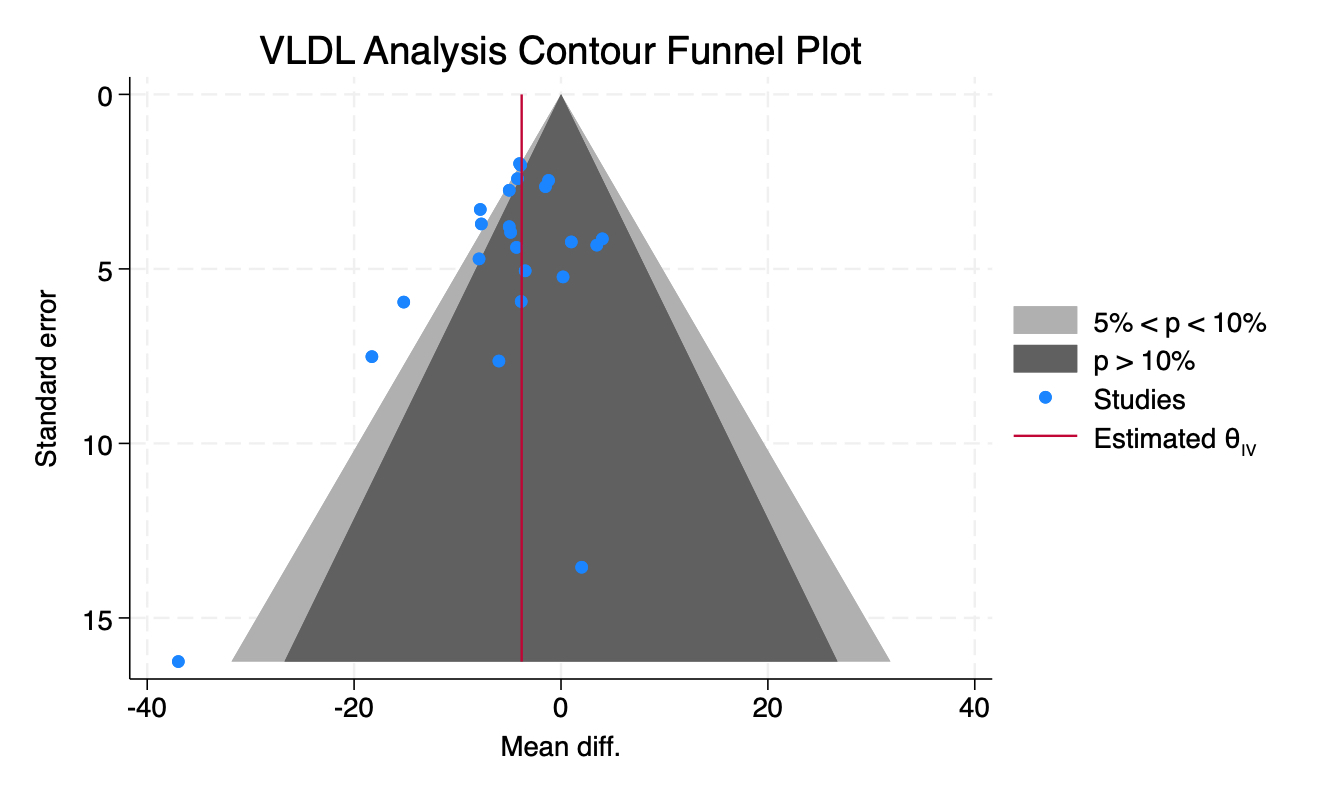 VLDL Analysis Contour Funnel Plot
0
5
10
15
Standard error
-40 -20 0 20 40
Mean diff.
5% < p < 10%
p > 10%
Studies
Estimated θIV